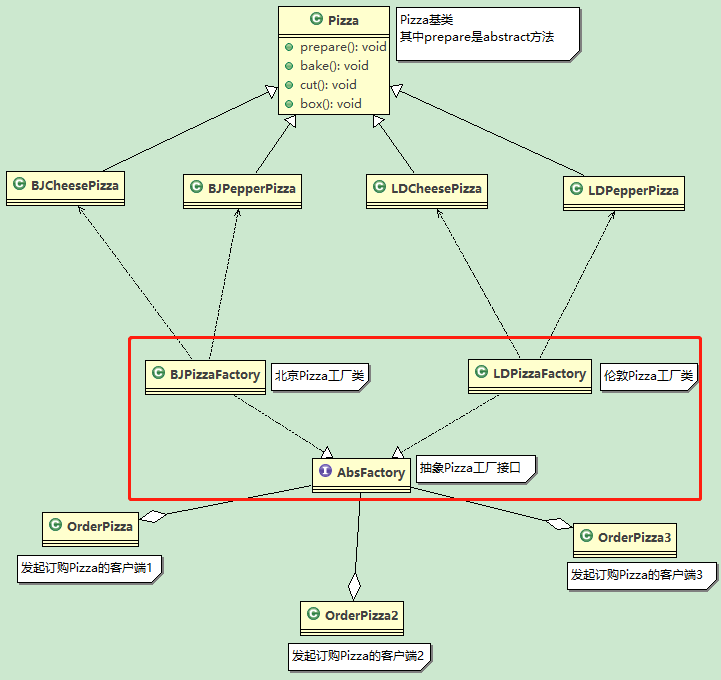 Pizza
prepare(): void
bake(): void
cut(): void
box(): void
Pizza基类
其中prepare是abstract方法
BJCheesePizza
BJPepperPizza
LDCheesePizza
LDPepperPizza
BJPizzaFactory
北京Pizza工厂类
LDPizzaFactory
伦敦Pizza工厂类
AbsFactory
抽象Pizza工厂接口
OrderPizza
发起订购Pizza的客户端1
OrderPizza3
发起订购Pizza的客户端3
OrderPizza2
发起订购Pizza的客户端2